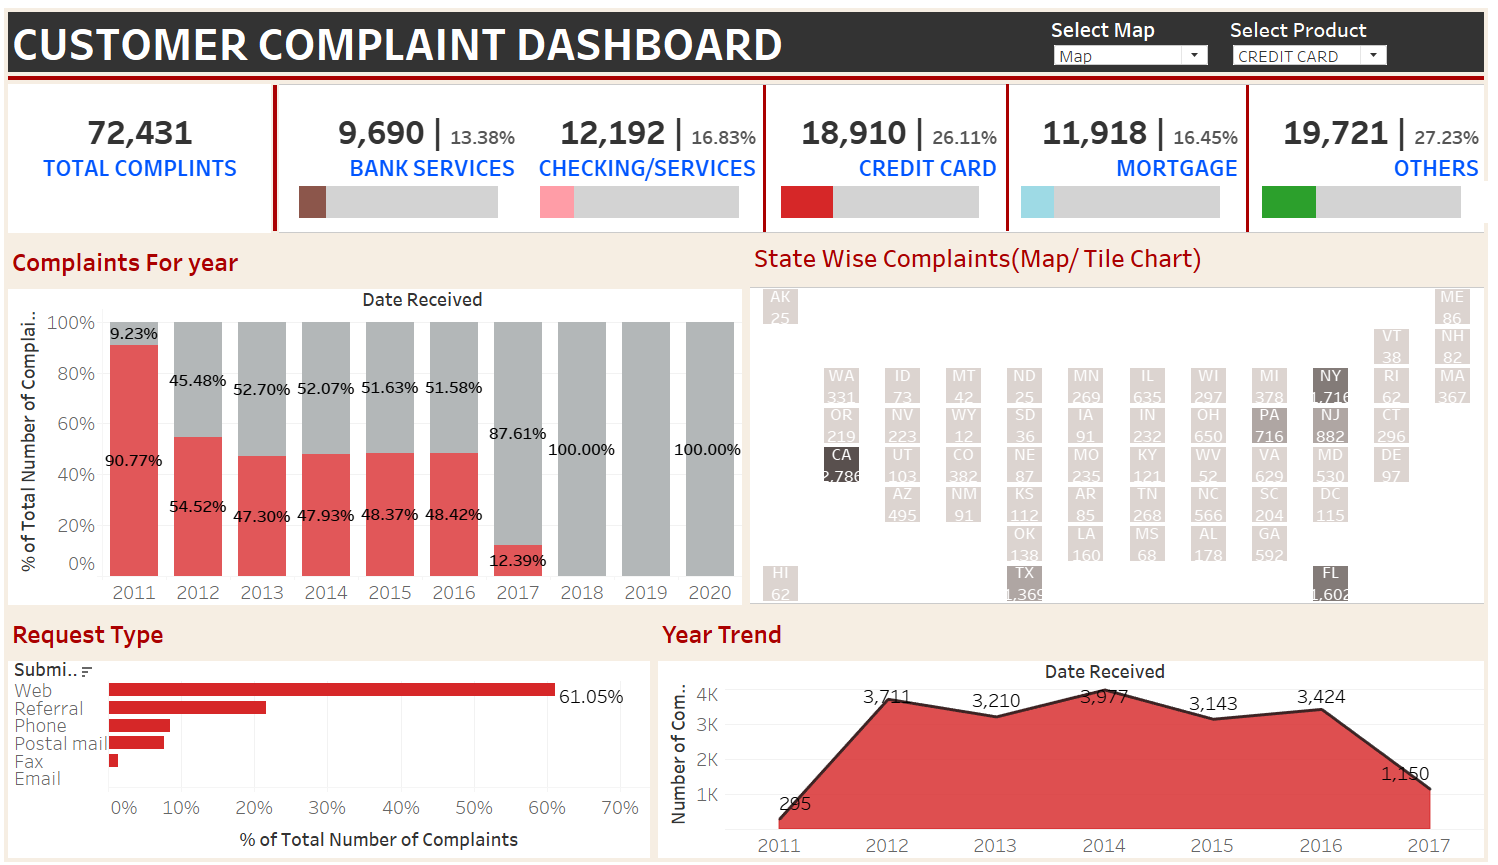 CUSTOMER COMPLAINT DASHBOARD
Select Map
Map
Select Product
CREDIT CARD
72,431
TOTAL COMPLINTS
9,690 | 13.38%
BANK SERVICES
12,192 | 16.83%
CHECKING/SERVICES
18,910 | 26.11%
CREDIT CARD
11,918 | 16.45%
MORTGAGE
19,721 | 27.23%
OTHERS
Complaints For year
Date Received
% of Total Number of Complai..
100%
80%
60%
40%
20%
0%
9.23%
90.77%
45.48%
54.52%
52.70%
47.30%
52.07%
47.93%
51.63%
48.37%
51.58%
48.42%
87.61%
12.39%
100.00%
100.00%
2011 2012 2013 2014 2015 2016 2017 2018 2019 2020
State Wise Complaints(Map/ Tile Chart)
AK ME
25 86
VT NH
38 82
WA ID MT ND MN IL WI MI NY RI MA
331 73 42 25 269 635 297 378 1,716 62 367
OR NV WY SD IA IN OH PA NJ CT
219 223 12 36 91 232 650 716 882 296
CA UT CO NE MO KY WV VA MD DE
2,786 103 382 87 235 121 52 629 530 97
AZ NM KS AR TN NC SC DC
495 91 112 85 268 566 204 115
OK LA MS AL GA
138 160 68 178 592
HI TX FL
62 1,369 1,602
Request Type
Submi..
Web
Referral
Phone
Postal mail
Fax
Email
61.05%
0% 10% 20% 30% 40% 50% 60% 70%
% of Total Number of Complaints
Year Trend
Date Received
Number of Com..
4K
3K
2K
1K
295
3,711
3,210
3,977
3,143
3,424
1,150
2011 2012 2013 2014 2015 2016 2017